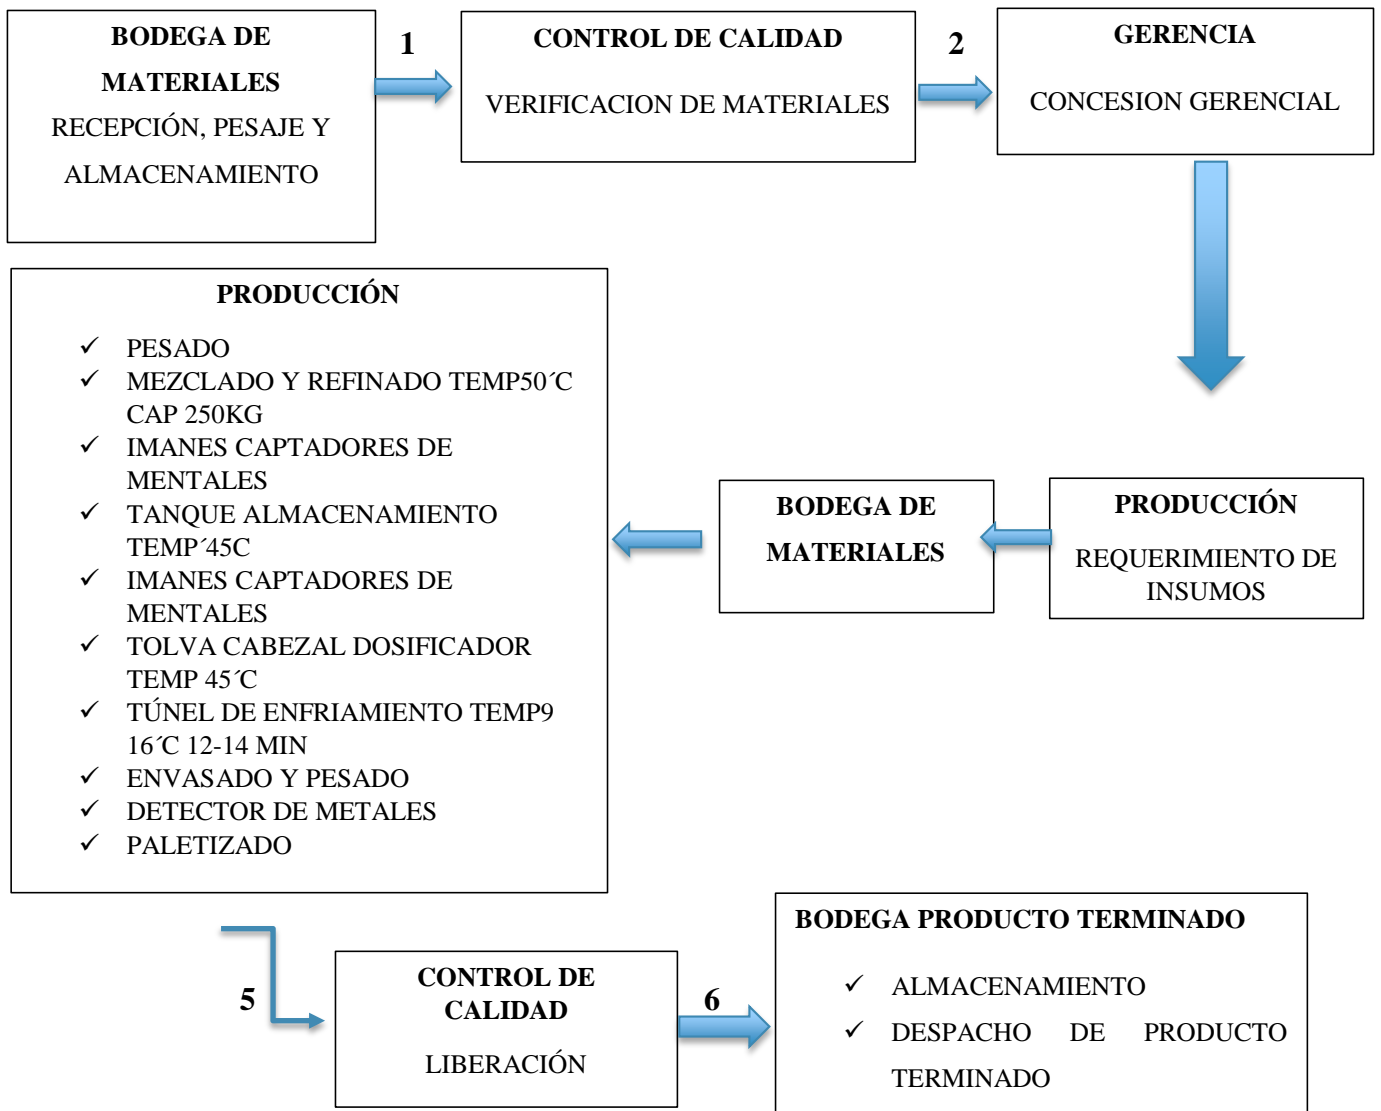 BODEGA DE
MATERIALES
RECEPCIÓN, PESAJE Y
ALMACENAMIENTO
1
CONTROL DE CALIDAD
VERIFICACION DE MATERIALES
2
GERENCIA
CONCESION GERENCIAL
PRODUCCIÓN
✓ PESADO
✓ MEZCLADO Y REFINADO TEMP50´C
CAP 250KG
✓ IMANES CAPTADORES DE
MENTALES
✓ TANQUE ALMACENAMIENTO
TEMP´45C
✓ IMANES CAPTADORES DE
MENTALES
✓ TOLVA CABEZAL DOSIFICADOR
TEMP 45´C
✓ TÚNEL DE ENFRIAMIENTO TEMP9
16´C 12-14 MIN
✓ ENVASADO Y PESADO
✓ DETECTOR DE METALES
✓ PALETIZADO
BODEGA DE
MATERIALES
PRODUCCIÓN
REQUERIMIENTO DE
INSUMOS
5
CONTROL DE
CALIDAD
LIBERACIÓN
6
BODEGA PRODUCTO TERMINADO
✓ ALMACENAMIENTO
✓ DESPACHO DE PRODUCTO
TERMINADO